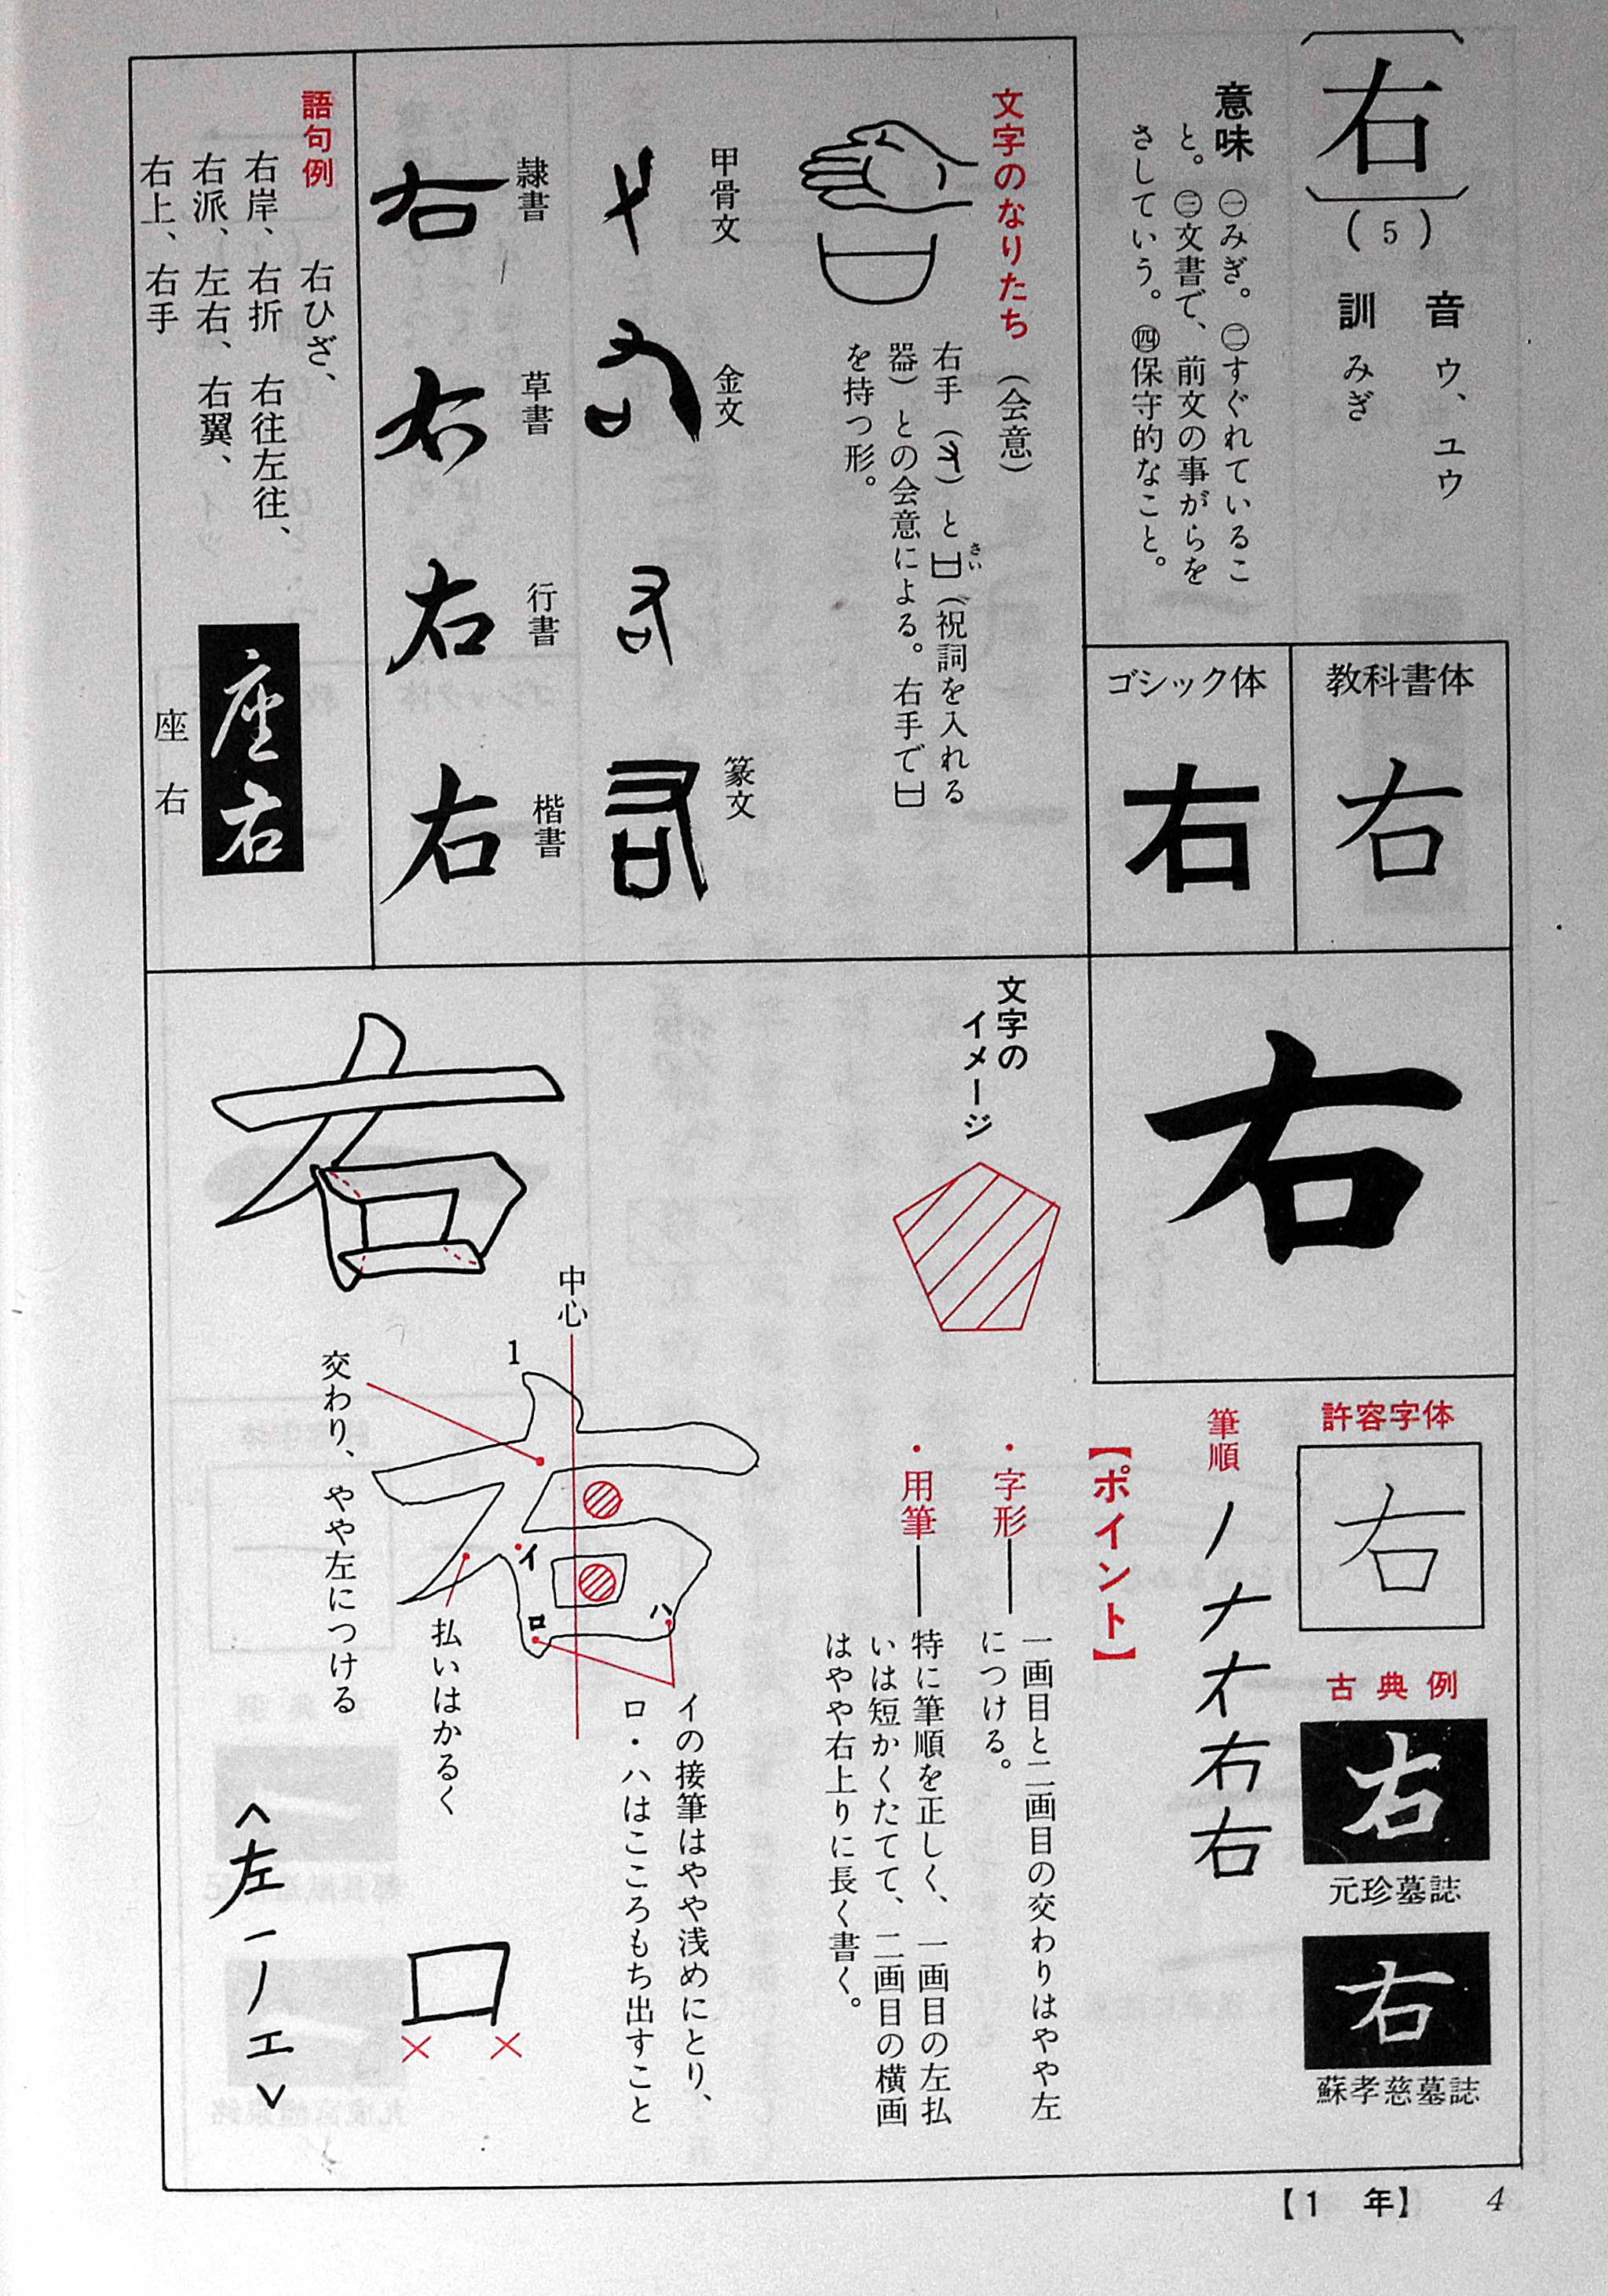 〔右〕(5)
音 ウ、ユウ
訓 みぎ
意味 ㊀みぎ。㊁すぐれているこ
と。㊂文書で、前文の事がらを
さしていう。㊃保守的なこと。
教科書体
右
ゴシック体
右
文字のなりたち(会意)
右手( )と𠙵(祝詞を入れる
さい
器)との会意による。右手で𠙵
を持つ形。
甲骨文
金文
篆文
隷書
右
草書
右
行書
右
楷書
右
語句例
右ひざ、
右岸、右折 右往左往、
右派、左右、右翼、
右上、右手
座右
座右
右
許容字体
右
古典例
右
元珍墓誌
右
蘇孝慈墓誌
筆順 ノナオ右右
文字の
イメージ
【ポイント】
・字形――一画目と二画目の交わりはやや左
につける。
・用筆――特に筆順を正しく、一画目の左払
いは短かくたてて、二画目の横画
はやや右上りに長く書く。
右
中心
1
右
イ
ロ
ハ
イの接筆はやや浅めにとり、
ロ・ハはこころもち出すこと
払いはかるく
交わり、やや左につける
口
××
<左一ノエ>
【1年】 4